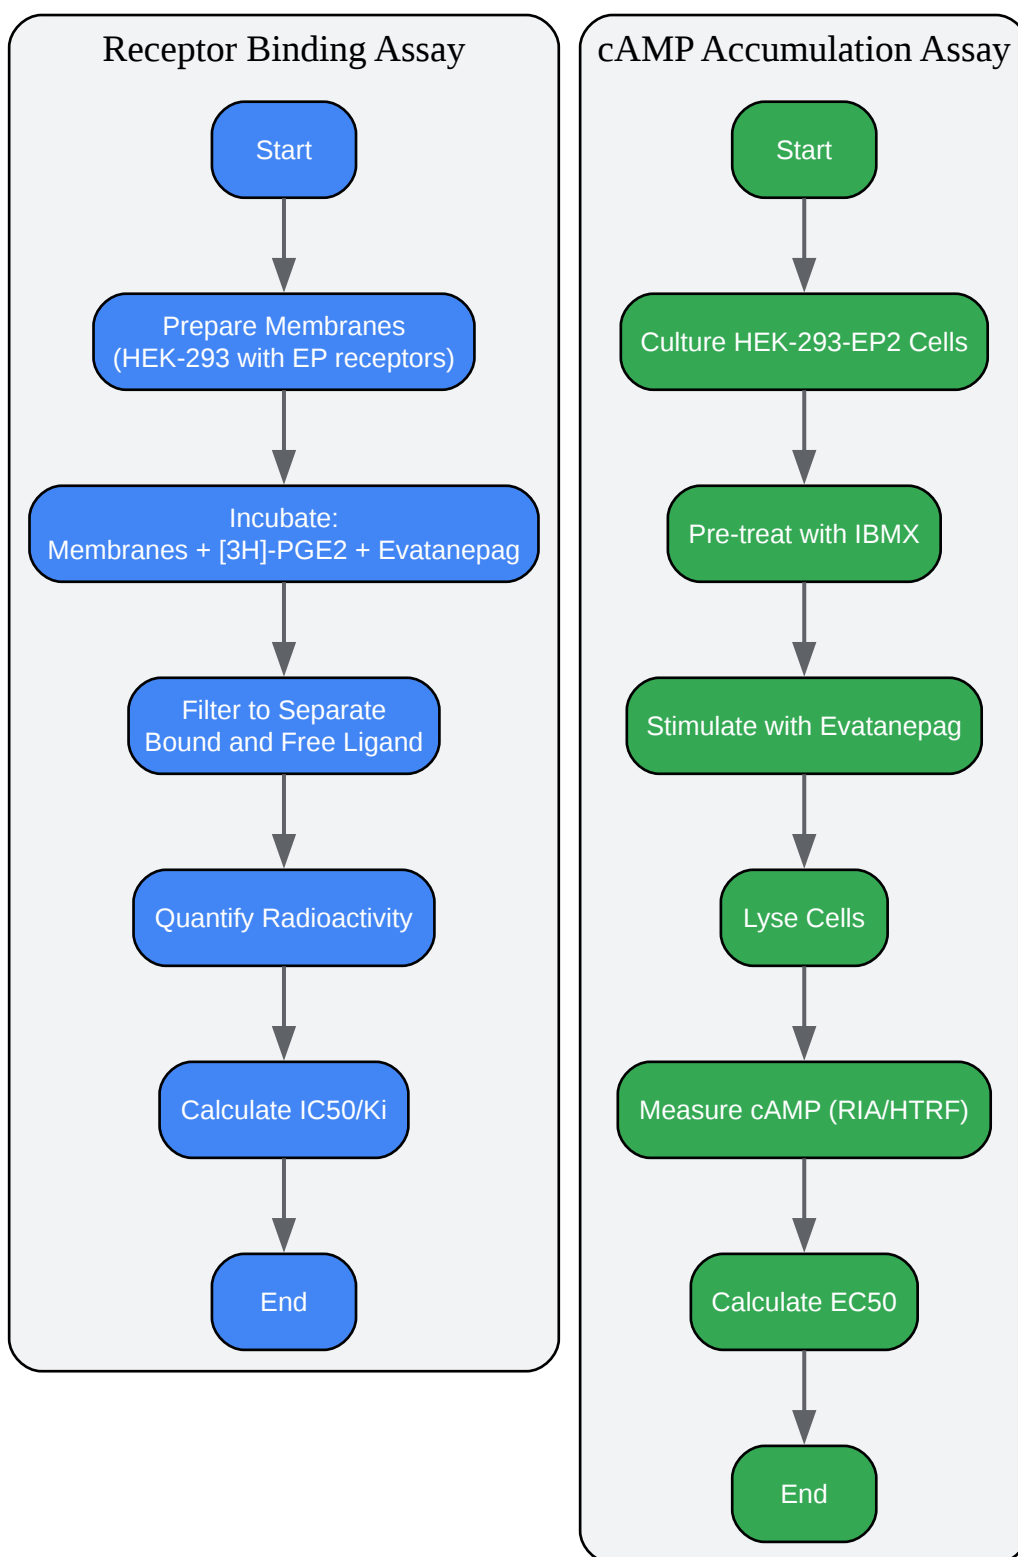 Receptor Binding Assay
Start
Prepare Membranes
(HEK-293 with EP receptors)
Incubate:
Membranes + [3H]-PGE2 + Evatanepag
Filter to Separate
Bound and Free Ligand
Quantify Radioactivity
Calculate IC50/Ki
End
cAMP Accumulation Assay
Start
Culture HEK-293-EP2 Cells
Pre-treat with IBMX
Stimulate with Evatanepag
Lyse Cells
Measure cAMP (RIA/HTRF)
Calculate EC50
End